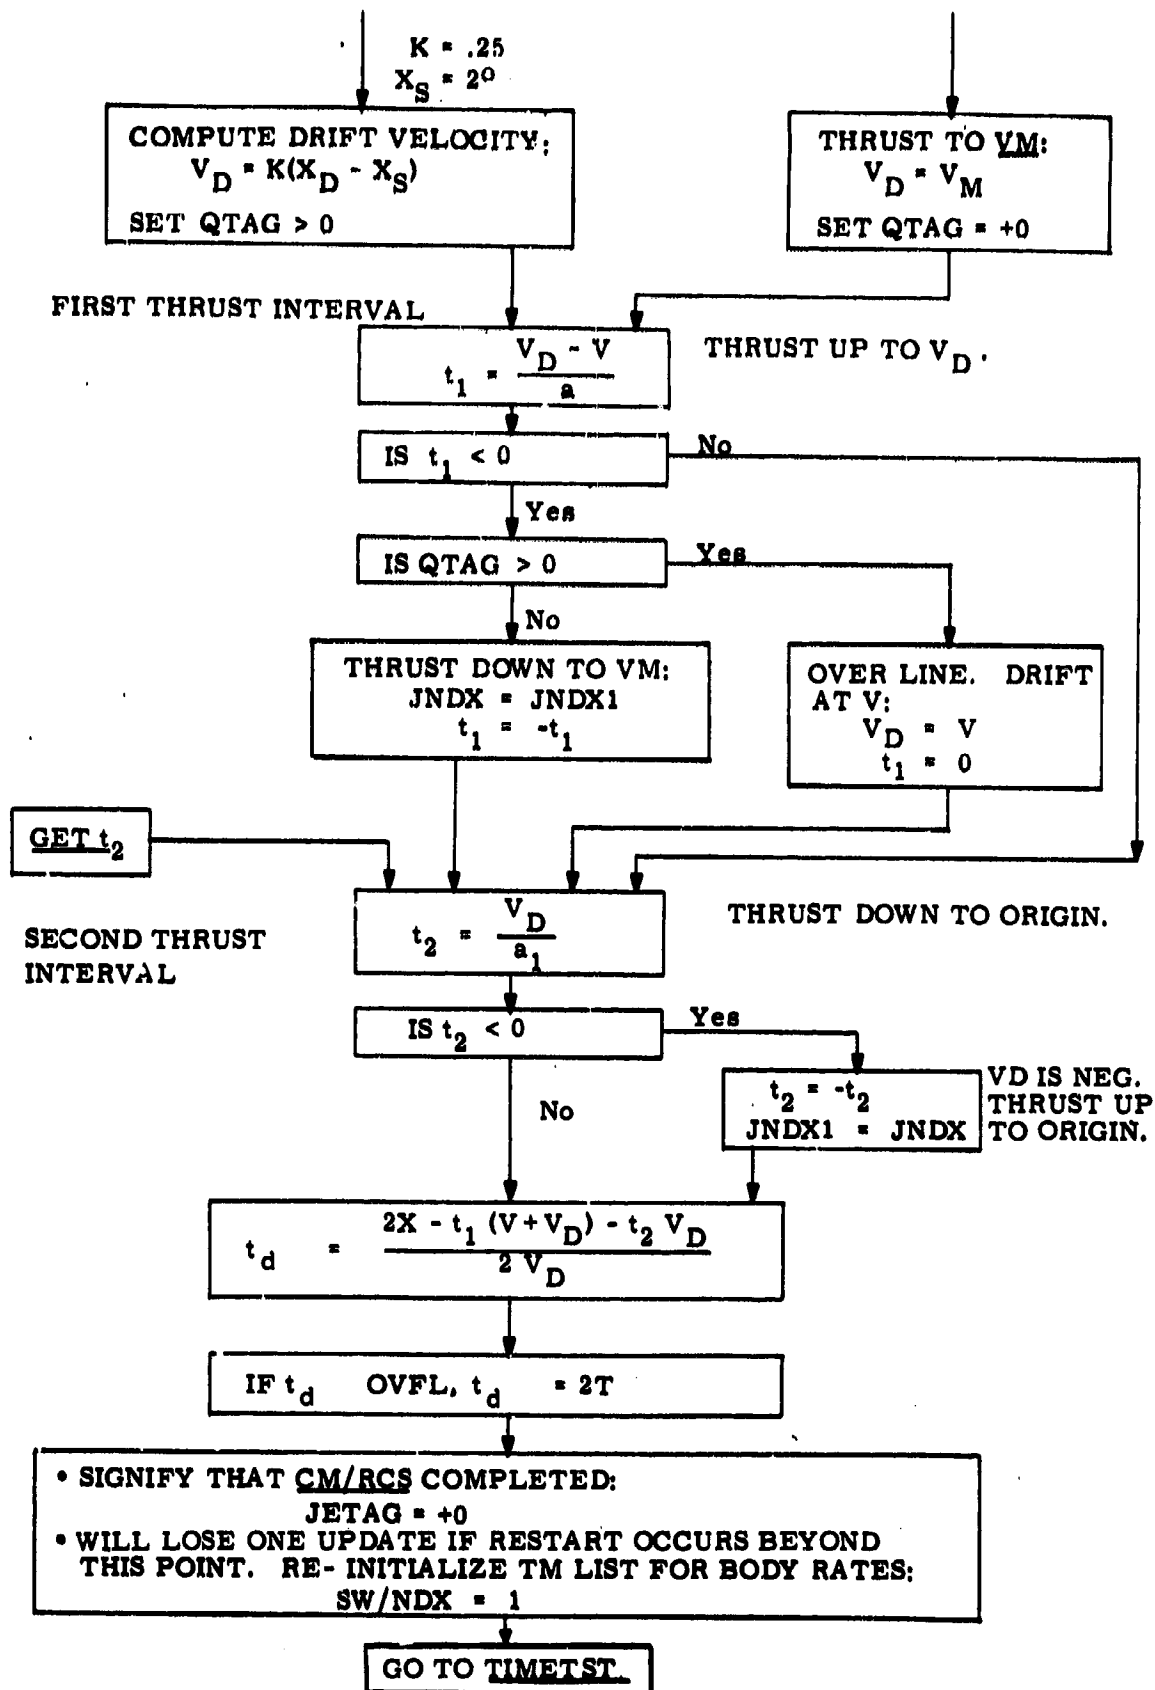 K = .25
X_S = 2°
COMPUTE DRIFT VELOCITY:
V_D = K(X_D - X_S)
SET QTAG > 0
THRUST TO VM:
V_D = V_M
SET QTAG = +0
FIRST THRUST INTERVAL
t_1 = (V_D - V) / a
THRUST UP TO V_D.
IS t_1 < 0
No
Yes
IS QTAG > 0
Yes
No
THRUST DOWN TO VM:
JNDX = JNDX1
t_1 = -t_1
OVER LINE. DRIFT
AT V:
V_D = V
t_1 = 0
GET t_2
SECOND THRUST
INTERVAL
t_2 = V_D / a_1
THRUST DOWN TO ORIGIN.
IS t_2 < 0
Yes
No
t_2 = -t_2
JNDX1 = JNDX
VD IS NEG.
THRUST UP
TO ORIGIN.
t_d = (2X - t_1 (V + V_D) - t_2 V_D) / 2 V_D
IF t_d OVFL, t_d = 2T
• SIGNIFY THAT CM/RCS COMPLETED:
JETAG = +0
• WILL LOSE ONE UPDATE IF RESTART OCCURS BEYOND
THIS POINT. RE- INITIALIZE TM LIST FOR BODY RATES:
SW/NDX = 1
GO TO TIMETST.